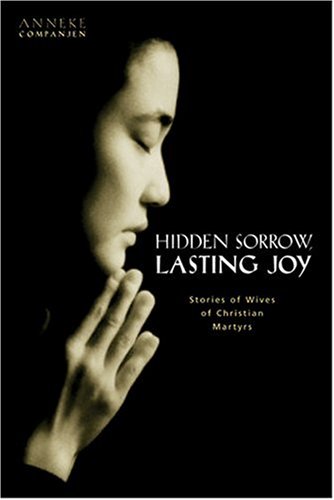 ANNEKE
COMPANJEN
HIDDEN SORROW,
LASTING JOY
Stories of Wives
of Christian
Martyrs